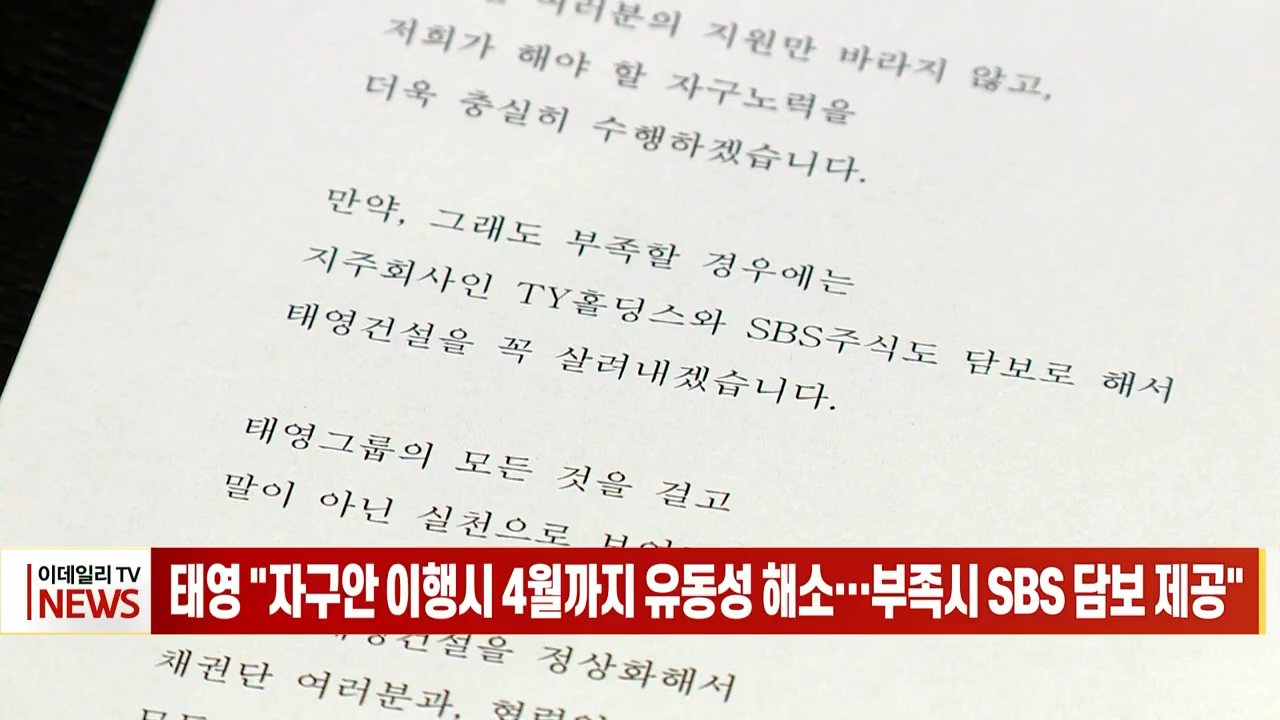 여러분의 지원만 바라지 않고,
저희가 해야 할 자구노력을
더욱 충실히 수행하겠습니다.
만약, 그래도 부족할 경우에는
지주회사인 TY홀딩스와 SBS주식도 담보로 해서
태영건설을 꼭 살려내겠습니다.
태영그룹의 모든 것을 걸고
말이 아닌 실천으로
이데일리 TV
NEWS
태영 "자구안 이행시 4월까지 유동성 해소…부족시 SBS 담보 제공"
정상화해서
채권단 여러분과,